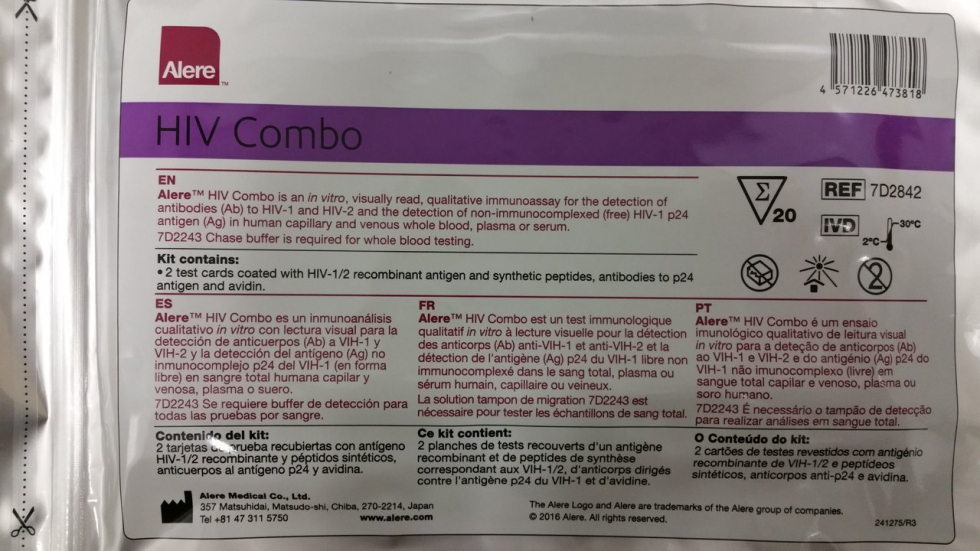 Alere™
4 571226 473818
HIV Combo
EN
Alere™ HIV Combo is an in vitro, visually read, qualitative immunoassay for the detection of
antibodies (Ab) to HIV-1 and HIV-2 and the detection of non-immunocomplexed (free) HIV-1 p24
antigen (Ag) in human capillary and venous whole blood, plasma or serum.
7D2243 Chase buffer is required for whole blood testing.
Kit contains:
• 2 test cards coated with HIV-1/2 recombinant antigen and synthetic peptides, antibodies to p24
antigen and avidin.
Σ
20
REF 7D2842
IVD
2°C
30°C
2
ES
Alere™ HIV Combo es un inmunoanálisis
cualitativo in vitro con lectura visual para la
detección de anticuerpos (Ab) a VIH-1 y
VIH-2 y la detección del antígeno (Ag) no
inmunocomplejo p24 del VIH-1 (en forma
libre) en sangre total humana capilar y
venosa, plasma o suero.
7D2243 Se requiere buffer de detección para
todas las pruebas por sangre.
Contenido del kit:
2 tarjetas de prueba recubiertas con antígeno
HIV-1/2 recombinante y péptidos sintéticos,
anticuerpos al antígeno p24 y avidina.
FR
Alere™ HIV Combo est un test immunologique
qualitatif in vitro à lecture visuelle pour la détection
des anticorps (Ab) anti-VIH-1 et anti-VIH-2 et la
détection de l'antigène (Ag) p24 du VIH-1 libre non
immunocomplexé dans le sang total, plasma ou
sérum humain, capillaire ou veineux.
La solution tampon de migration 7D2243 est
nécessaire pour tester les échantillons de sang total.
Ce kit contient:
2 planches de tests recouverts d'un antigène
recombinant et de peptides de synthèse
correspondant aux VIH-1/2, d'anticorps dirigés
contre l'antigène p24 du VIH-1 et d'avidine.
PT
Alere™ HIV Combo é um ensaio
imunológico qualitativo de leitura visual
in vitro para a deteção de anticorpos (Ab)
ao VIH-1 e VIH-2 e do antigénio (Ag) p24 do
VIH-1 não imunocomplexo (livre) em
sangue total capilar e venoso, plasma ou
soro humano.
7D2243 É necessário o tampão de detecção
para realizar análises em sangue total.
O Conteúdo do kit:
2 cartões de testes revestidos com antigénio
recombinante de VIH-1/2 e peptídeos
sintéticos, anticorpos anti-p24 e avidina.
Alere Medical Co., Ltd.
357 Matsuhidai, Matsudo-shi, Chiba, 270-2214, Japan
Tel +81 47 311 5750 www.alere.com
The Alere Logo and Alere are trademarks of the Alere group of companies.
© 2016 Alere. All rights reserved.
241275/R3